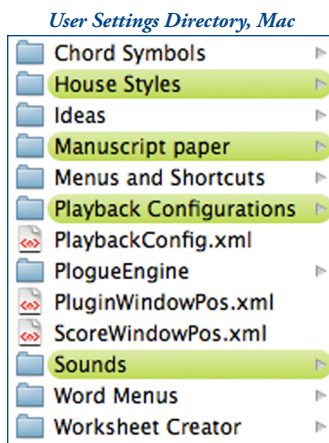 User Settings Directory, Mac
Chord Symbols
House Styles
Ideas
Manuscript paper
Menus and Shortcuts
Playback Configurations
PlaybackConfig.xml
PlogueEngine
PluginWindowPos.xml
ScoreWindowPos.xml
Sounds
Word Menus
Worksheet Creator